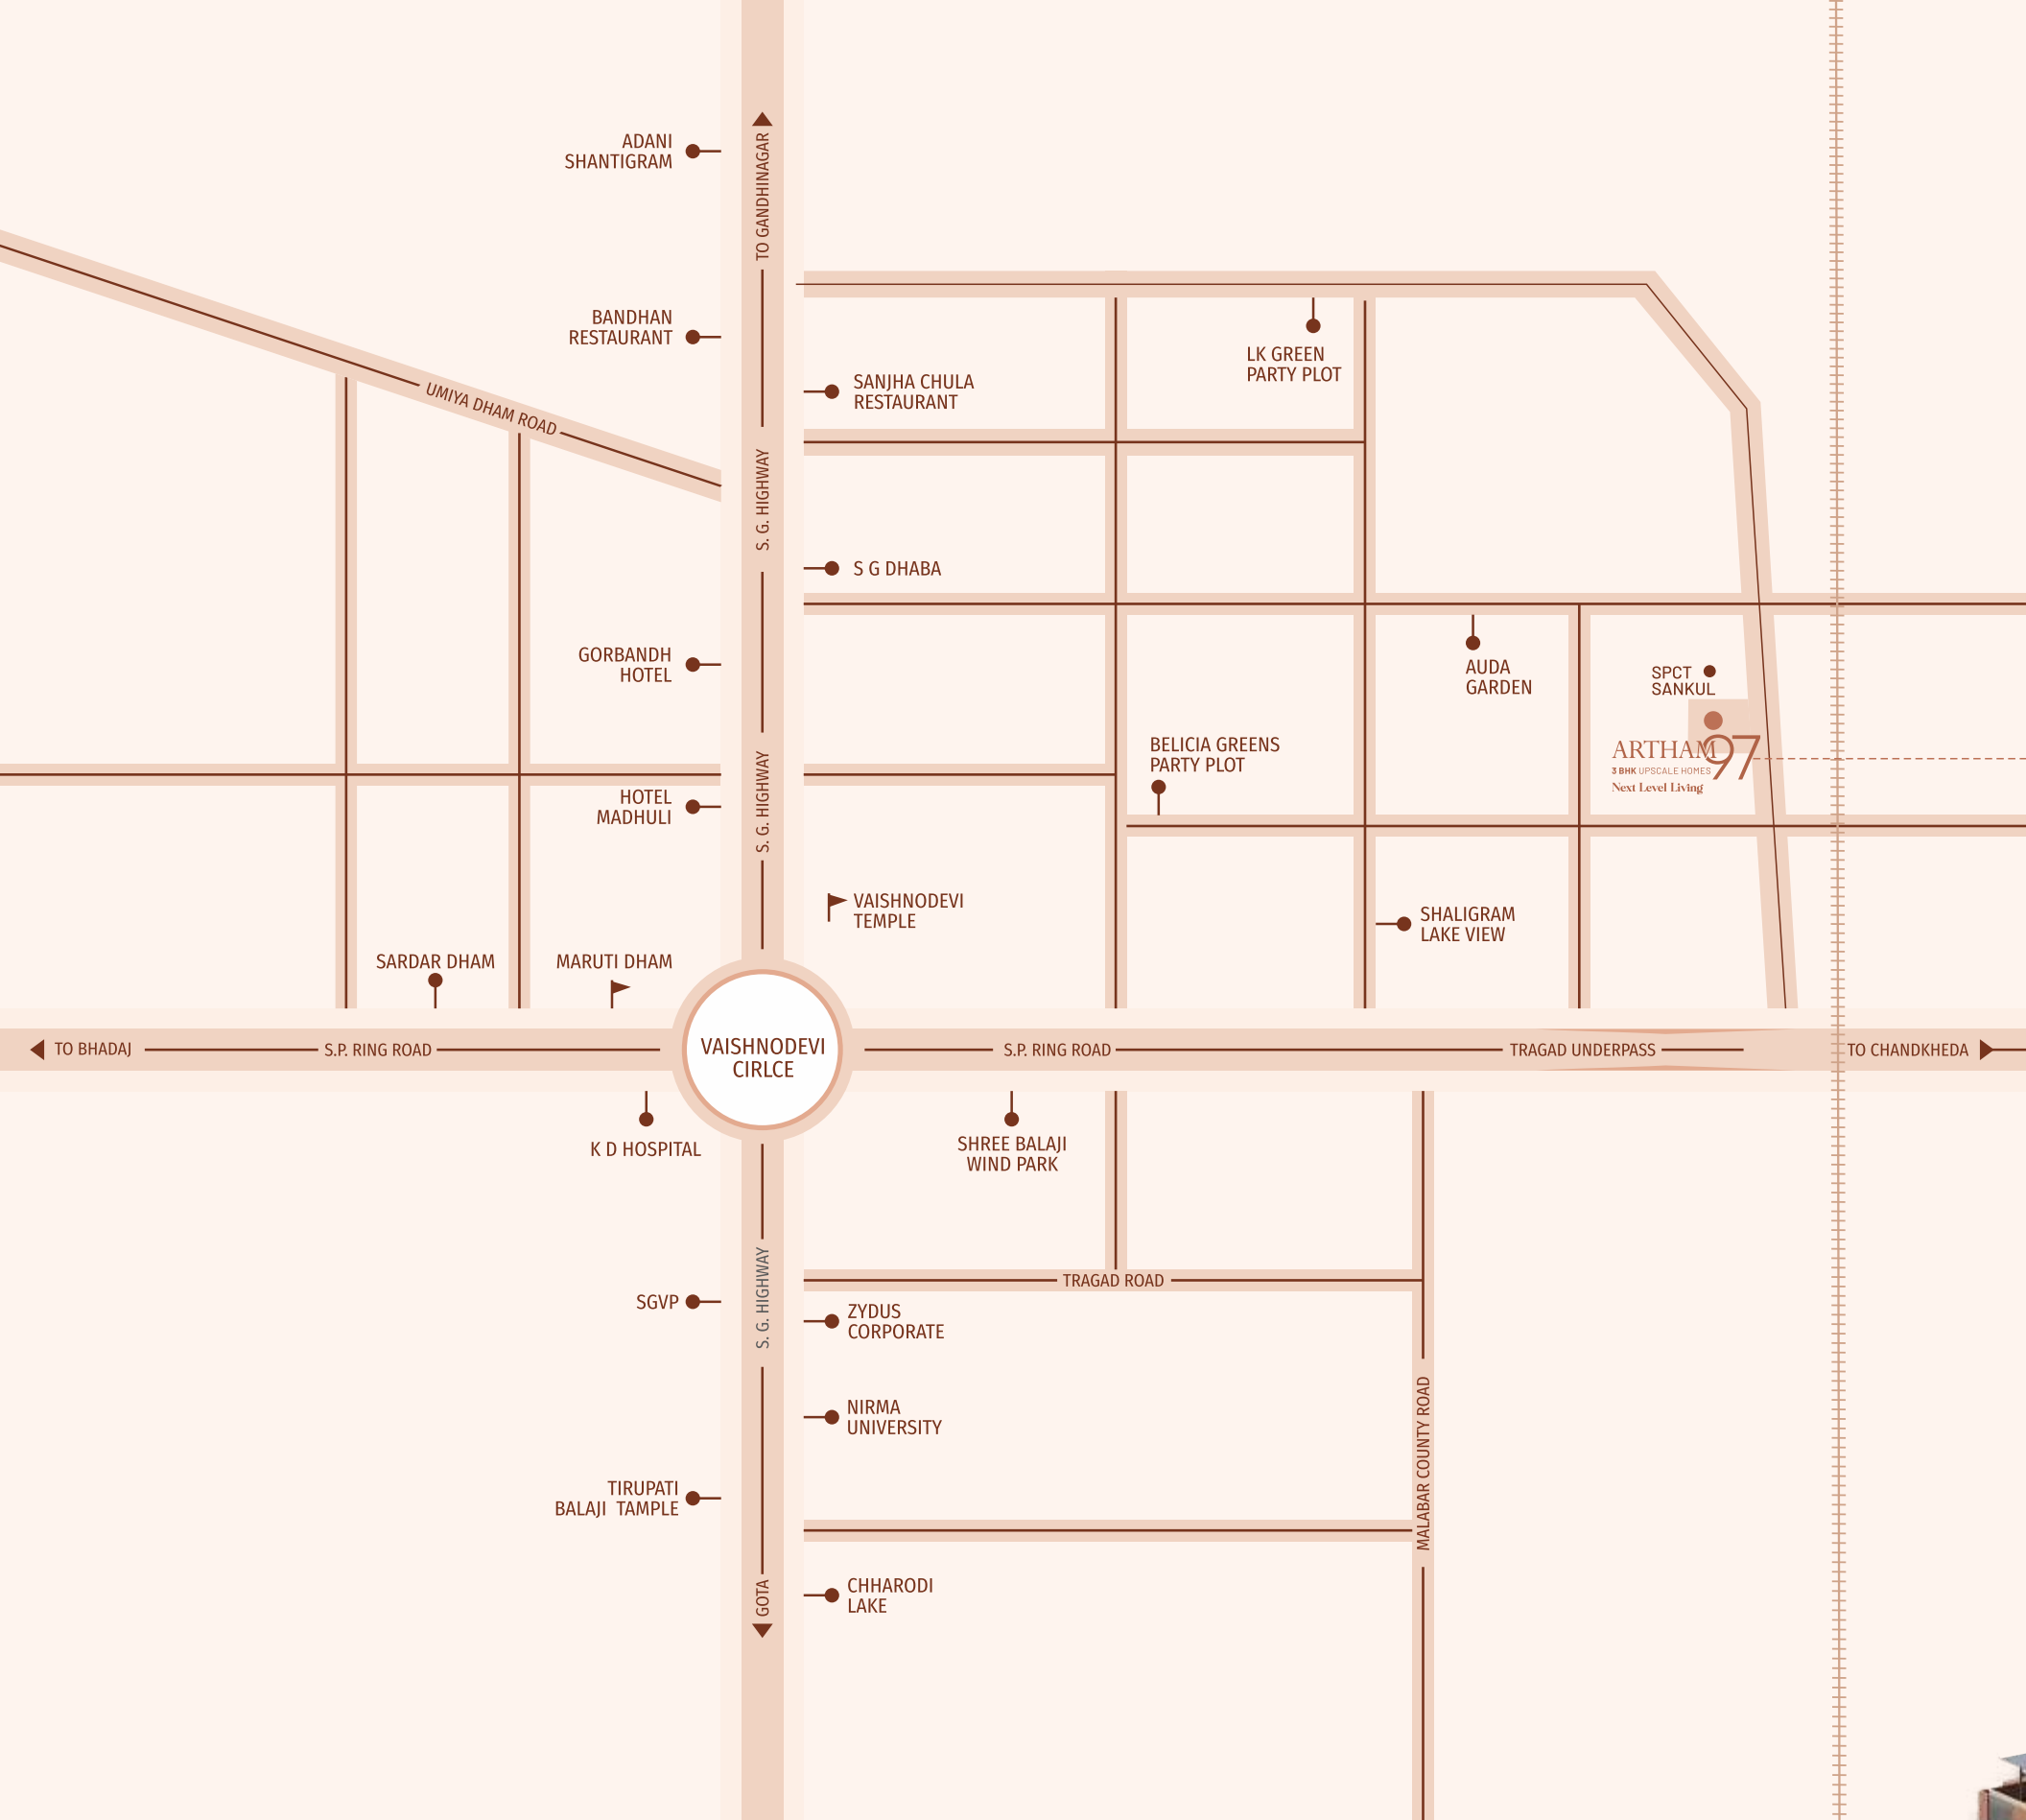 ADANI
SHANTIGRAM
TO GANDHINAGAR
BANDHAN
RESTAURANT
LK GREEN
PARTY PLOT
SANJHA CHULA
RESTAURANT
UMIYA DHAM ROAD
S. G. HIGHWAY
S G DHABA
GORBANDH
HOTEL
AUDA
GARDEN
SPCT
SANKUL
BELICIA GREENS
PARTY PLOT
ARTHAM 97
3 BHK UPSCALE HOMES
Next Level Living
HOTEL
MADHULI
S. G. HIGHWAY
VAISHNODEVI
TEMPLE
SHALIGRAM
LAKE VIEW
SARDAR DHAM
MARUTI DHAM
TO BHADAJ
S.P. RING ROAD
VAISHNODEVI
CIRLCE
S.P. RING ROAD
TRAGAD UNDERPASS
TO CHANDKHEDA
K D HOSPITAL
SHREE BALAJI
WIND PARK
TRAGAD ROAD
S. G. HIGHWAY
SGVP
ZYDUS
CORPORATE
NIRMA
UNIVERSITY
MALABAR COUNTY ROAD
TIRUPATI
BALAJI  TAMPLE
GOTA
CHHARODI
LAKE